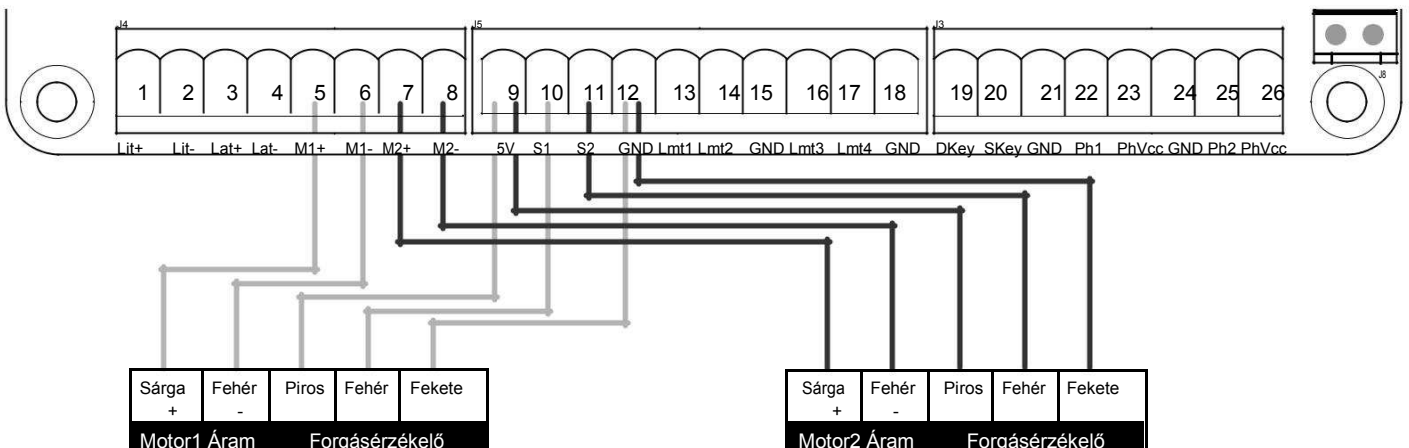 J4 J5 J3
J8
1 2 3 4 5 6 7 8 9 10 11 12 13 14 15 16 17 18 19 20 21 22 23 24 25 26
Lit+ Lit- Lat+ Lat- M1+ M1- M2+ M2- 5V S1 S2 GND Lmt1 Lmt2 GND Lmt3 Lmt4 GND DKey SKey GND Ph1 PhVcc GND Ph2 PhVcc
Sárga Fehér Piros Fehér Fekete Sárga Fehér Piros Fehér Fekete
+ - + -
Motor1 Áram Forgásérzékelő Motor2 Áram Forgásérzékelő